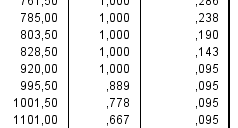 761,50 1,000 ,286
785,00 1,000 ,238
803,50 1,000 ,190
828,50 1,000 ,143
920,00 1,000 ,095
995,50 ,889 ,095
1001,50 ,778 ,095
1101,00 ,667 ,095